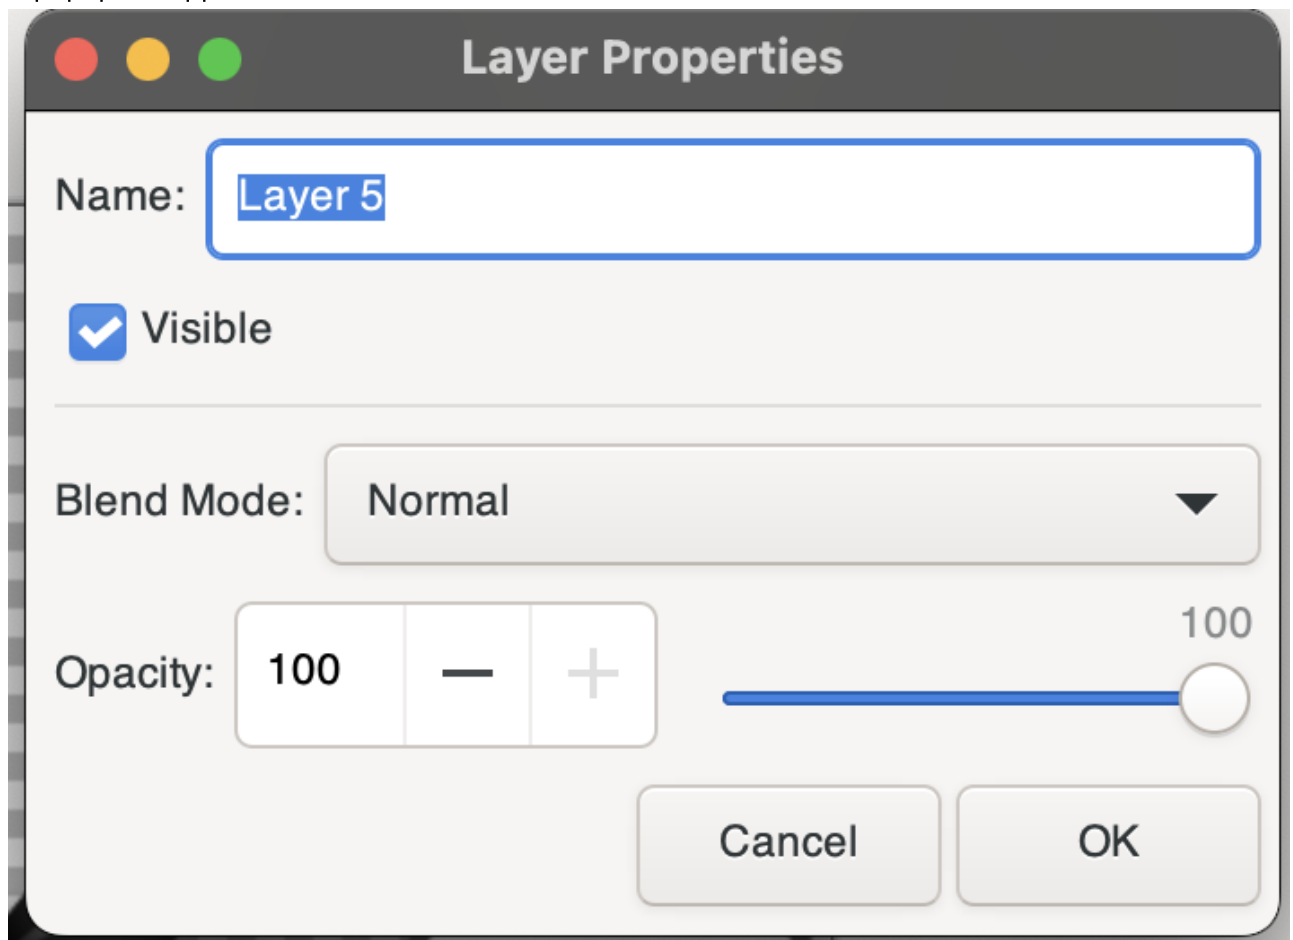 Layer Properties
Name: Layer 5
Visible
Blend Mode: Normal
100
Opacity: 100
Cancel OK